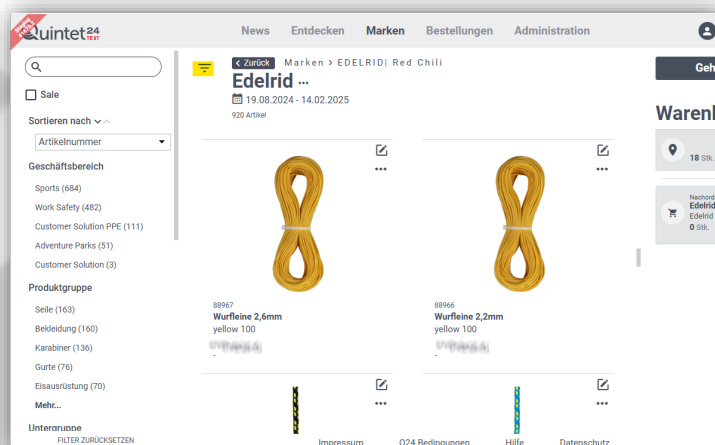 Quintet24
TEST
News Entdecken Marken Bestellungen Administration
Sale
Sortieren nach
Artikelnummer
Geschäftsbereich
Sports (684)
Work Safety (482)
Customer Solution PPE (111)
Adventure Parks (51)
Customer Solution (3)
Produktgruppe
Seile (163)
Bekleidung (160)
Karabiner (136)
Gurte (76)
Eisausrüstung (70)
Mehr...
Untergruppe
FILTER ZURÜCKSETZEN
< Zurück Marken > EDELRID| Red Chili
Edelrid ...
19.08.2024 - 14.02.2025
920 Artikel
88967
Wurfleine 2,6mm
yellow 100
-
88966
Wurfleine 2,2mm
yellow 100
-
18 Stk.
Edelrid
Edelrid
0 Stk.
Impressum Q24 Bedingungen Hilfe Datenschutz